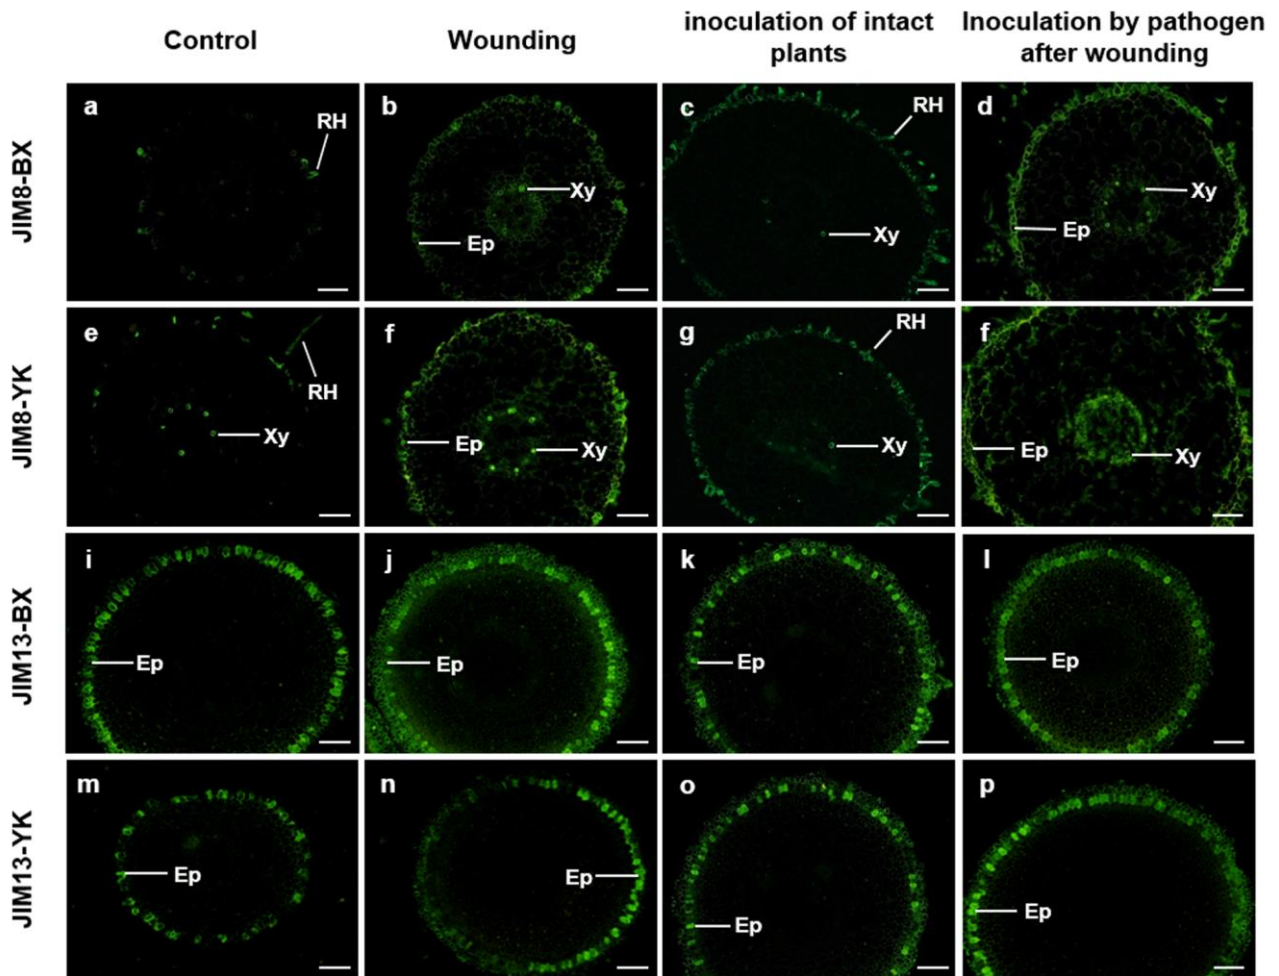 Control
Wounding
inoculation of intact
plants
Inoculation by pathogen
after wounding
JIM8-BX
a
RH
b
Xy
Ep
c
RH
Xy
d
Xy
Ep
JIM8-YK
e
RH
Xy
f
Ep
Xy
g
RH
Xy
f
Ep
Xy
JIM13-BX
i
Ep
j
Ep
k
Ep
l
Ep
JIM13-YK
m
Ep
n
Ep
o
Ep
p
Ep